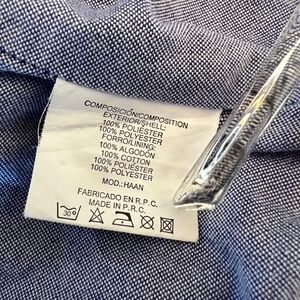 COMPOSICIÓN/COMPOSITION
EXTERIOR/SHELL:
100% POLIÉSTER
100% POLYESTER
FORRO/LINING:
100% ALGODÓN
100% COTTON
100% POLIÉSTER
100% POLYESTER
MOD.:HAAN
FABRICADO EN R.P.C.
MADE IN P.R.C.
30°